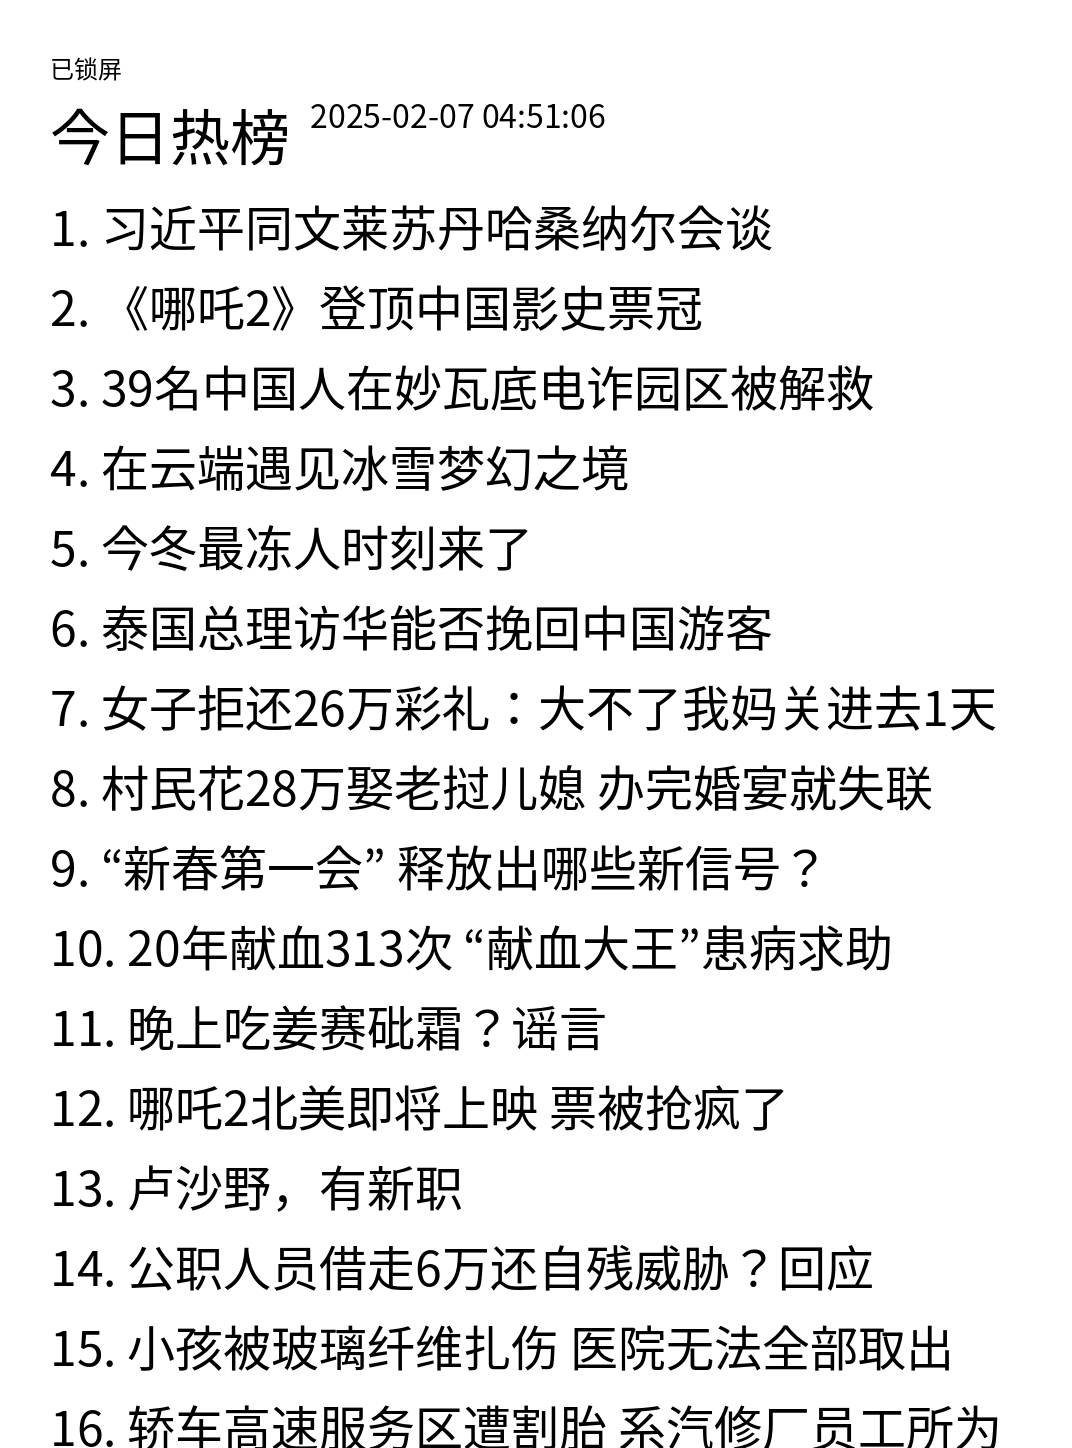 已锁屏
今日热榜 2025-02-07 04:51:06
1. 习近平同文莱苏丹哈桑纳尔会谈
2. 《哪吒2》登顶中国影史票冠
3. 39名中国人在妙瓦底电诈园区被解救
4. 在云端遇见冰雪梦幻之境
5. 今冬最冻人时刻来了
6. 泰国总理访华能否挽回中国游客
7. 女子拒还26万彩礼：大不了我妈关进去1天
8. 村民花28万娶老挝儿媳 办完婚宴就失联
9. “新春第一会” 释放出哪些新信号？
10. 20年献血313次 “献血大王”患病求助
11. 晚上吃姜赛砒霜？谣言
12. 哪吒2北美即将上映 票被抢疯了
13. 卢沙野，有新职
14. 公职人员借走6万还自残威胁？回应
15. 小孩被玻璃纤维扎伤 医院无法全部取出
16. 轿车高速服务区遭割胎 系汽修厂员工所为